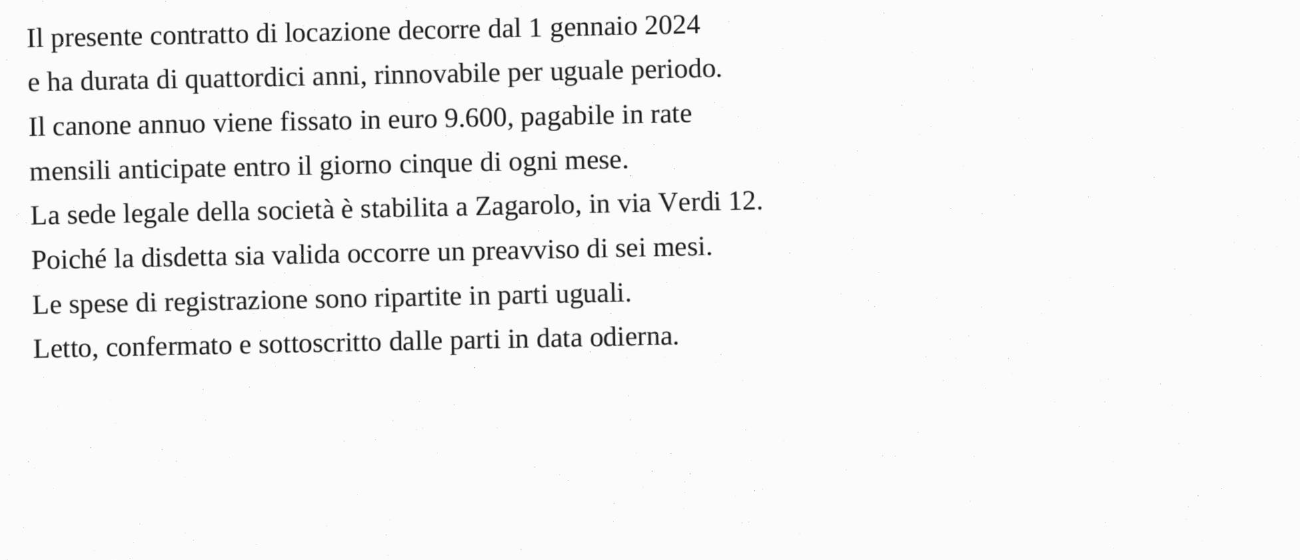 Il presente contratto di locazione decorre dal 1 gennaio 2024
e ha durata di quattordici anni, rinnovabile per uguale periodo.
Il canone annuo viene fissato in euro 9.600, pagabile in rate
mensili anticipate entro il giorno cinque di ogni mese.
La sede legale della società è stabilita a Zagarolo, in via Verdi 12.
Poiché la disdetta sia valida occorre un preavviso di sei mesi.
Le spese di registrazione sono ripartite in parti uguali.
Letto, confermato e sottoscritto dalle parti in data odierna.